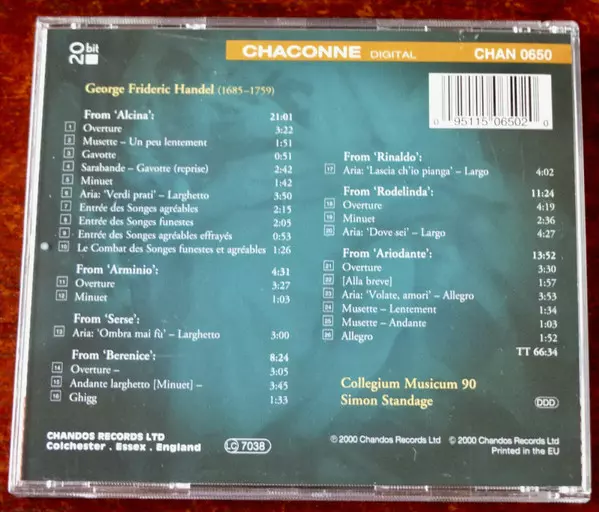 20 bit
CHACONNE DIGITAL
CHAN 0650
George Frideric Handel (1685–1759)
0 95115 06502 0
From 'Alcina': 21:01
1 Overture 3:22
2 Musette – Un peu lentement 1:51
3 Gavotte 0:51
4 Sarabande – Gavotte (reprise) 2:42
5 Minuet 1:42
6 Aria: 'Verdi prati' – Larghetto 3:50
7 Entrée des Songes agréables 2:15
8 Entrée des Songes funestes 2:05
9 Entrée des Songes agréables effrayés 0:53
10 Le Combat des Songes funestes et agréables 1:26
From 'Arminio': 4:31
11 Overture 3:27
12 Minuet 1:03
From 'Serse':
13 Aria: 'Ombra mai fù' – Larghetto 3:00
From 'Berenice': 8:24
14 Overture – 3:05
15 Andante larghetto [Minuet] – 3:45
16 Ghigg 1:33
From 'Rinaldo':
17 Aria: 'Lascia ch'io pianga' – Largo 4:02
From 'Rodelinda': 11:24
18 Overture 4:19
19 Minuet 2:36
20 Aria: 'Dove sei' – Largo 4:27
From 'Ariodante': 13:52
21 Overture 3:30
22 [Alla breve] 1:57
23 Aria: 'Volate, amori' – Allegro 3:53
24 Musette – Lentement 1:34
25 Musette – Andante 1:03
26 Allegro 1:52
TT 66:34
Collegium Musicum 90
Simon Standage
DDD
CHANDOS RECORDS LTD
Colchester . Essex . England
LC 7038
℗ 2000 Chandos Records Ltd © 2000 Chandos Records Ltd
Printed in the EU